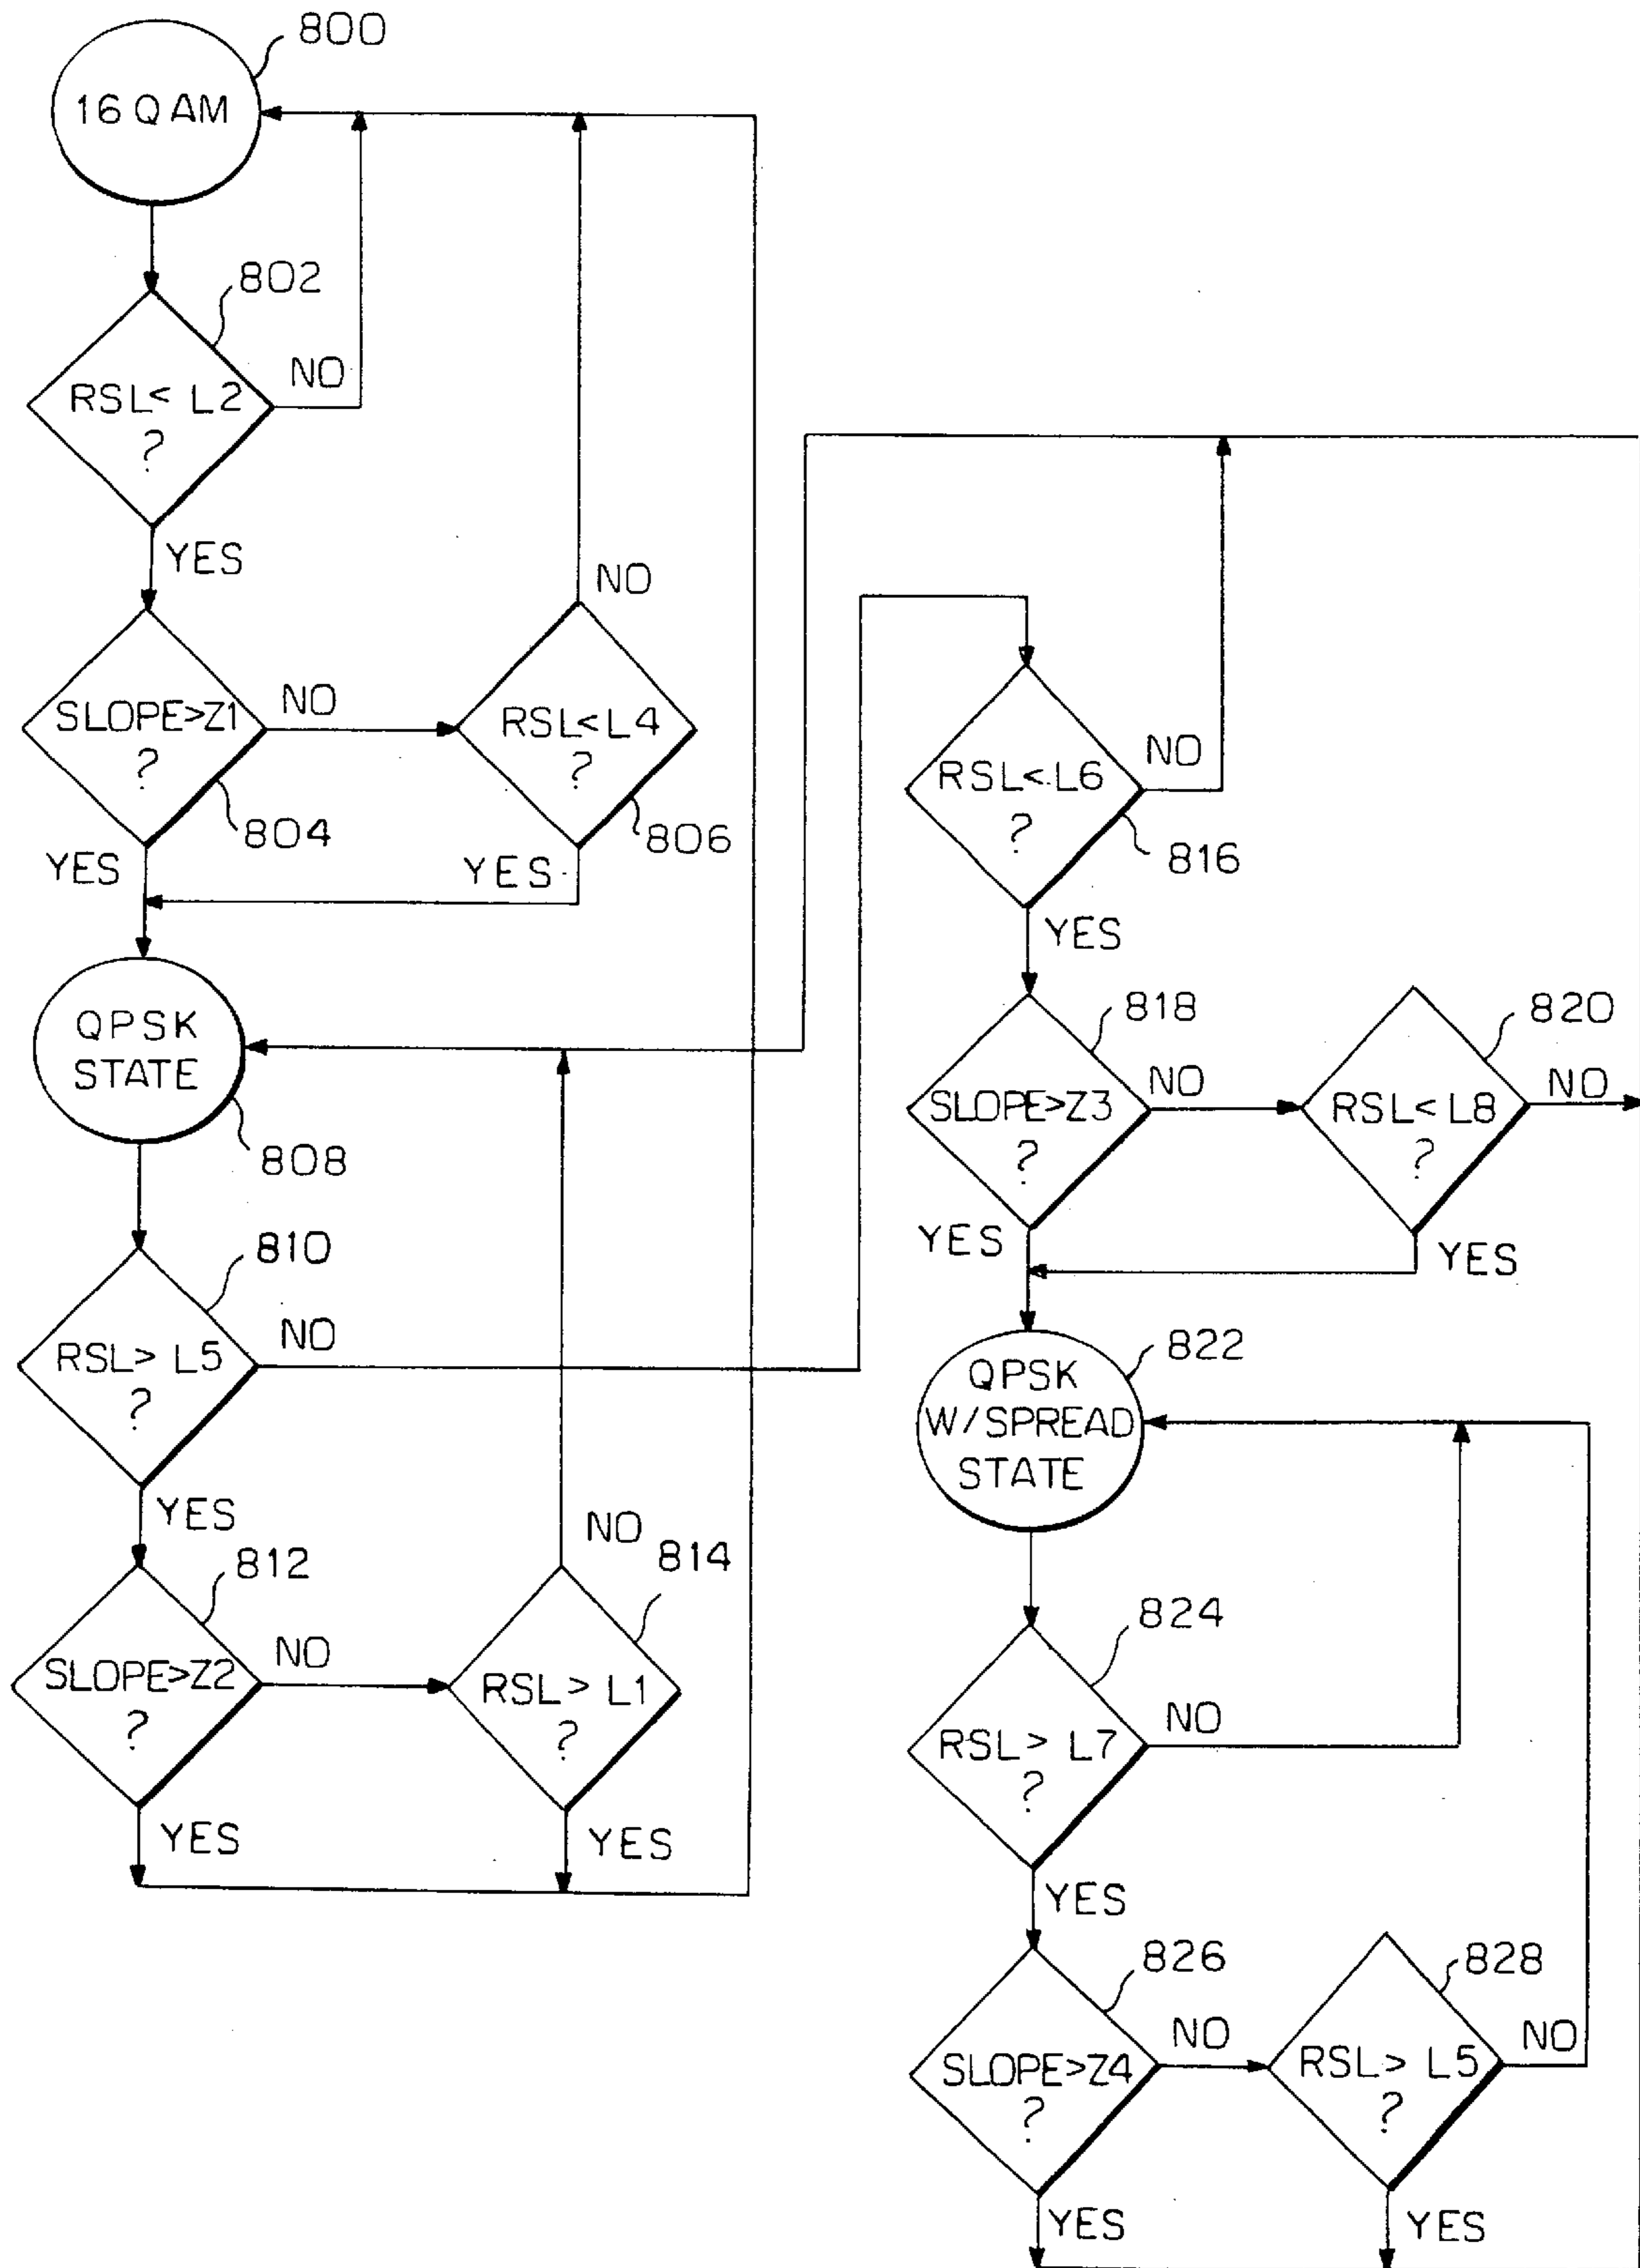 800
16 QAM
802
RSL< L2
?
NO
YES
SLOPE>Z1
?
804
NO
RSL<L4
?
806
NO
YES
YES
QPSK
STATE
808
810
RSL> L5
?
NO
YES
812
SLOPE>Z2
?
NO
814
RSL> L1
?
NO
YES
YES
RSL<L6
?
816
NO
YES
818
SLOPE>Z3
?
NO
820
RSL<L8
?
NO
YES
YES
822
QPSK
W/SPREAD
STATE
824
RSL> L7
?
NO
YES
826
SLOPE>Z4
?
NO
828
RSL> L5
?
NO
YES
YES